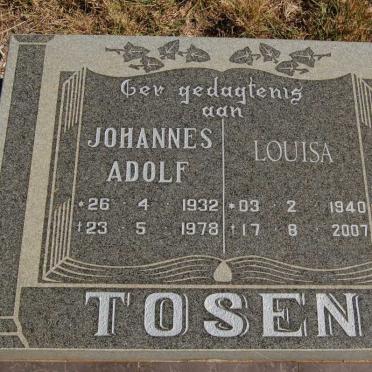 Ter gedagtenis
aan
JOHANNES
ADOLF
*26 · 4 · 1932
†23 · 5 · 1978
LOUISA
*03 · 2 · 1940
†17 · 8 · 2007
TOSEN